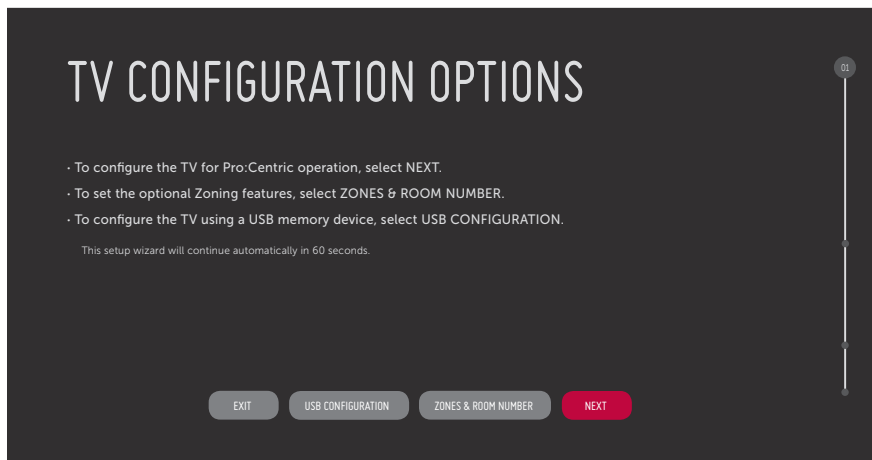 TV CONFIGURATION OPTIONS
01
· To configure the TV for Pro:Centric operation, select NEXT.
· To set the optional Zoning features, select ZONES & ROOM NUMBER.
· To configure the TV using a USB memory device, select USB CONFIGURATION.
This setup wizard will continue automatically in 60 seconds.
EXIT USB CONFIGURATION ZONES & ROOM NUMBER NEXT